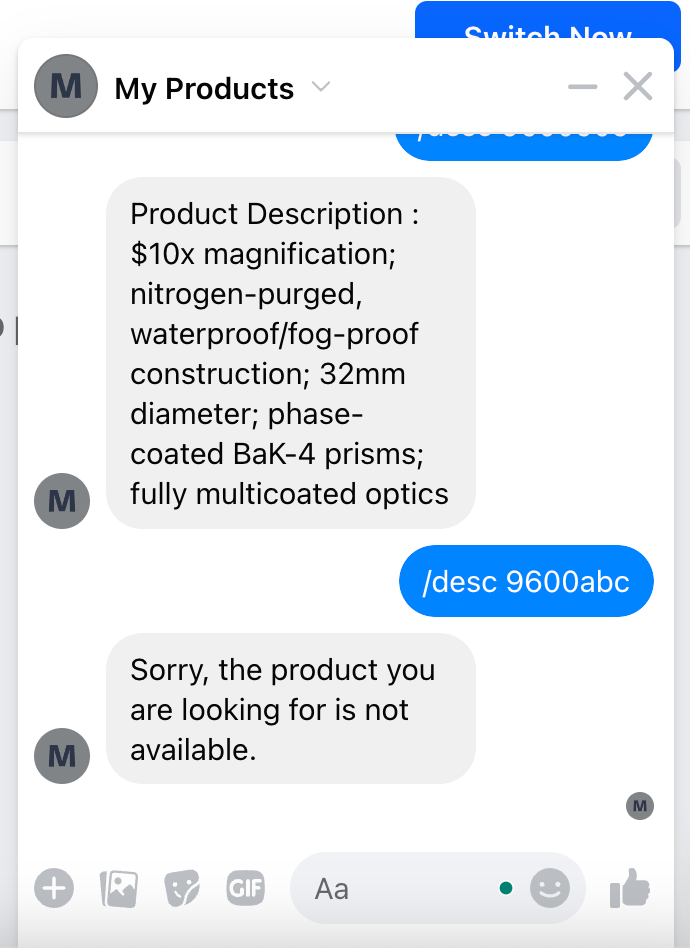 Switch Now
M
My Products
/desc
Product Description :
$10x magnification;
nitrogen-purged,
waterproof/fog-proof
construction; 32mm
diameter; phase-
coated BaK-4 prisms;
fully multicoated optics
M
/desc 9600abc
Sorry, the product you
are looking for is not
available.
M
M
GIF
Aa